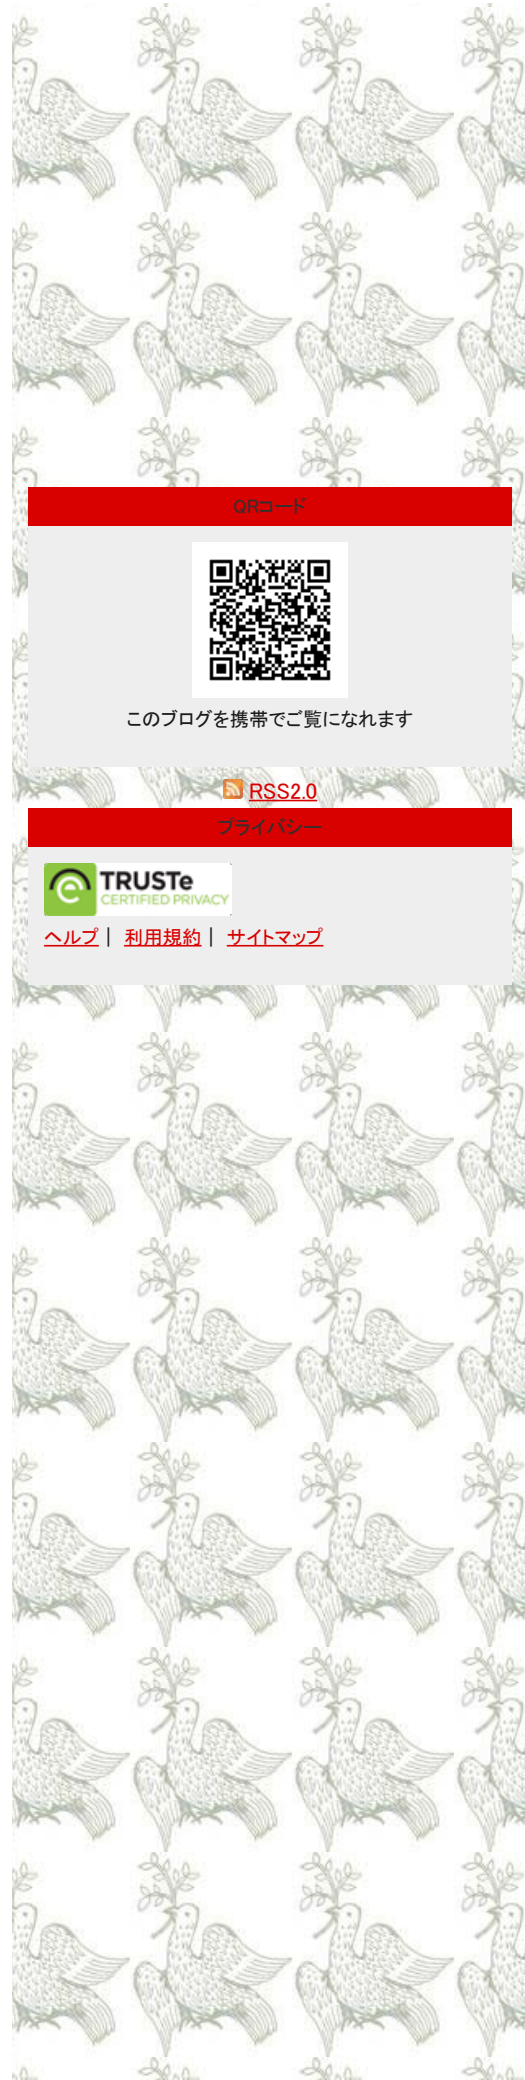 QRコード
このブログを携帯でご覧になれます
RSS2.0
プライバシー
TRUSTe
CERTIFIED PRIVACY
ヘルプ | 利用規約 | サイトマップ